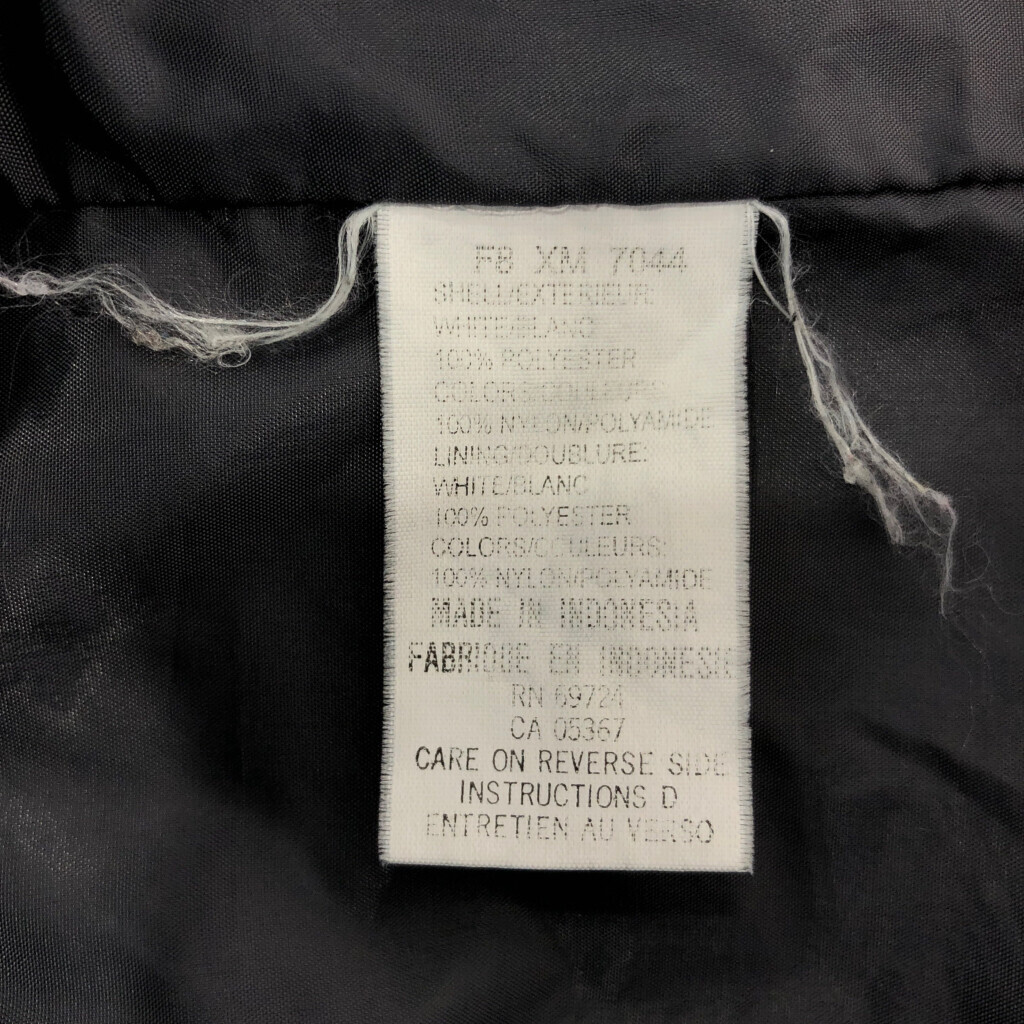 F8 XM 7044
SHELL/EXTERIEUR:
WHITE/BLANC
100% POLYESTER
COLORS/COULEURS:
100% NYLON/POLYAMIDE
LINING/DOUBLURE:
WHITE/BLANC
100% POLYESTER
COLORS/COULEURS:
100% NYLON/POLYAMIDE
MADE IN INDONESIA
FABRIQUE EN INDONESIE
RN 69724
CA 05367
CARE ON REVERSE SIDE
INSTRUCTIONS D
ENTRETIEN AU VERSO